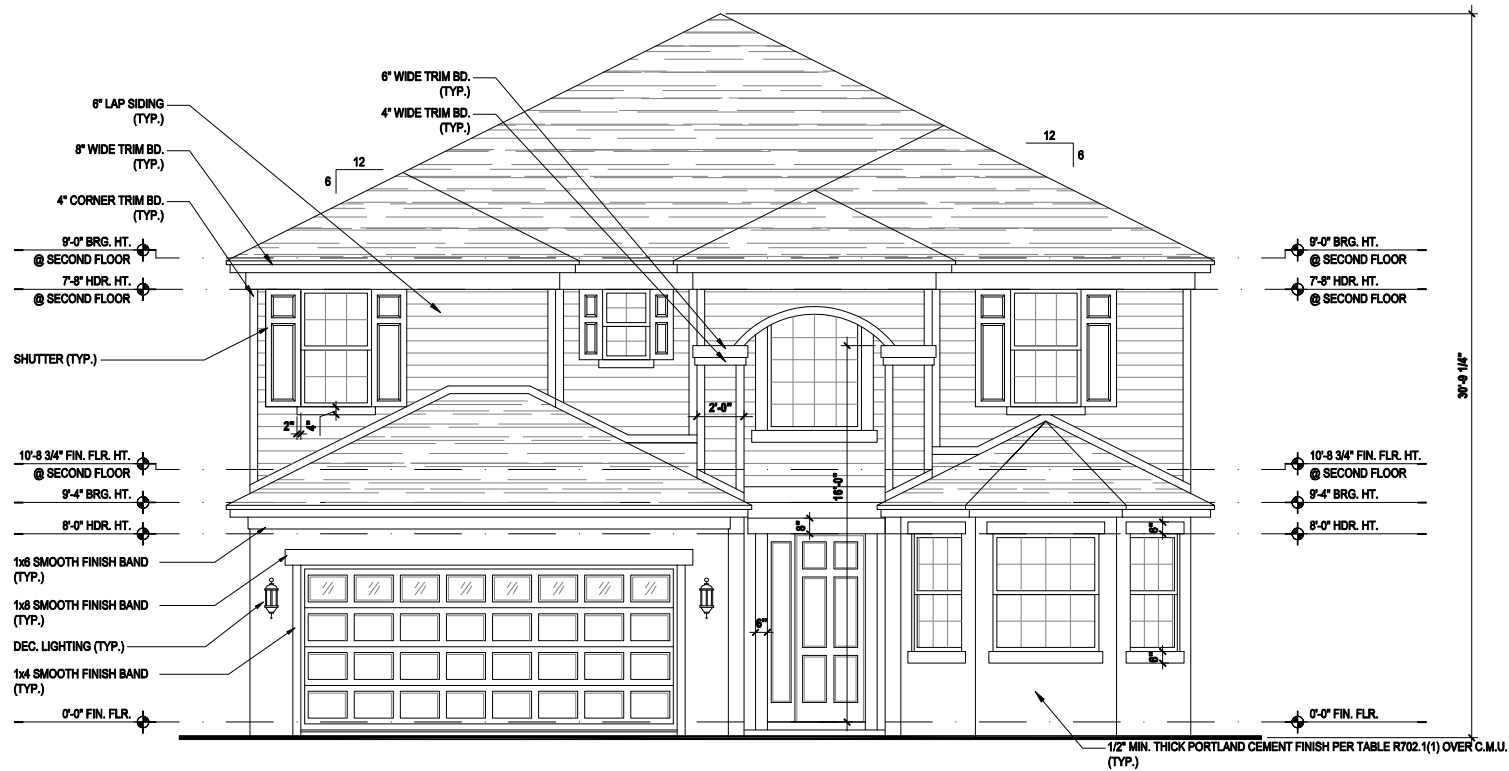 6" WIDE TRIM BD.
(TYP.)
4" WIDE TRIM BD.
(TYP.)
6" LAP SIDING
(TYP.)
8" WIDE TRIM BD.
(TYP.)
4" CORNER TRIM BD.
(TYP.)
12
6
12
6
9'-0" BRG. HT.
@ SECOND FLOOR
7'-8" HDR. HT.
@ SECOND FLOOR
SHUTTER (TYP.)
2"
4"
2'-0"
16'-0"
10'-8 3/4" FIN. FLR. HT.
@ SECOND FLOOR
9'-4" BRG. HT.
8'-0" HDR. HT.
1x6 SMOOTH FINISH BAND
(TYP.)
1x8 SMOOTH FINISH BAND
(TYP.)
DEC. LIGHTING (TYP.)
1x4 SMOOTH FINISH BAND
(TYP.)
0'-0" FIN. FLR.
8"
6"
8"
8"
9'-0" BRG. HT.
@ SECOND FLOOR
7'-8" HDR. HT.
@ SECOND FLOOR
30'-9 1/4"
10'-8 3/4" FIN. FLR. HT.
@ SECOND FLOOR
9'-4" BRG. HT.
8'-0" HDR. HT.
0'-0" FIN. FLR.
1/2" MIN. THICK PORTLAND CEMENT FINISH PER TABLE R702.1(1) OVER C.M.U.
(TYP.)